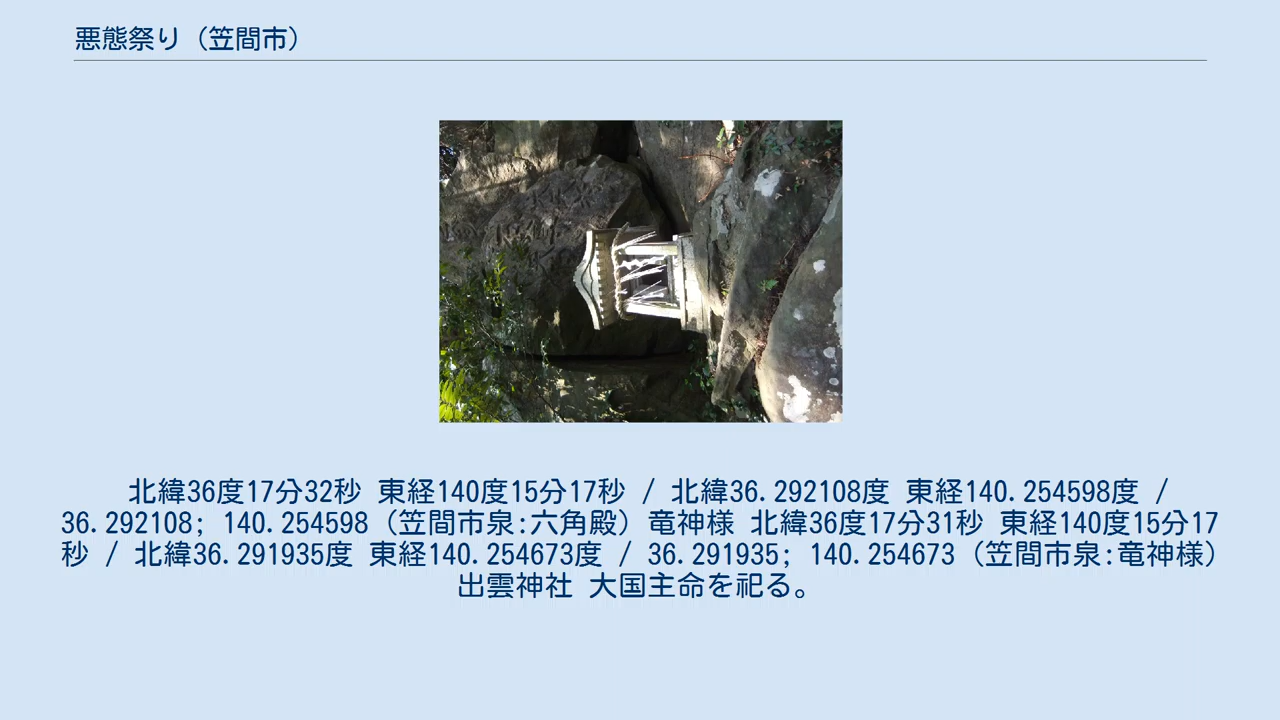 悪態祭り（笠間市）
北緯36度17分32秒 東経140度15分17秒 / 北緯36.292108度 東経140.254598度 /
36.292108; 140.254598（笠間市泉:六角殿）竜神様 北緯36度17分31秒 東経140度15分17
秒 / 北緯36.291935度 東経140.254673度 / 36.291935; 140.254673（笠間市泉:竜神様）
出雲神社 大国主命を祀る。